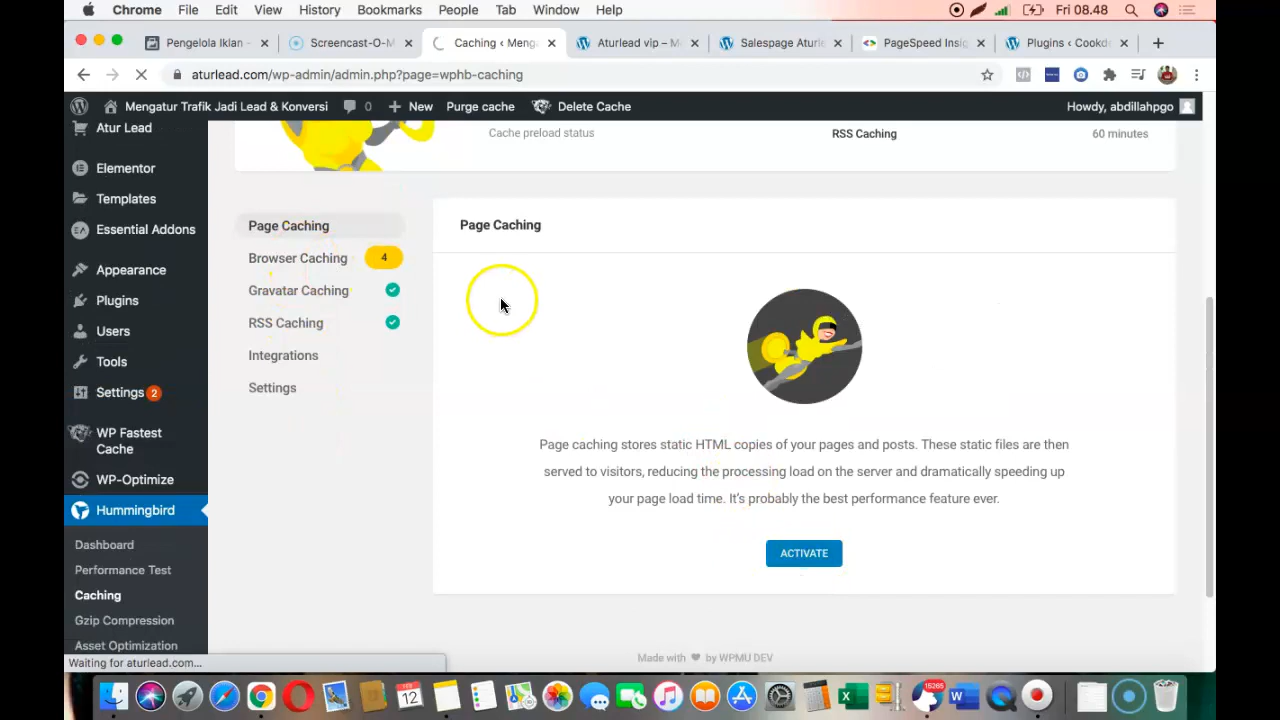 Chrome File Edit View History Bookmarks People Tab Window Help Fri 08.48
Pengelola Iklan - Screencast-O-M Caching ‹ Meng Aturlead vip – M Salespage Aturle PageSpeed Insig Plugins ‹ Cookd
aturlead.com/wp-admin/admin.php?page=wphb-caching
Mengatur Trafik Jadi Lead & Konversi 0 New Purge cache Delete Cache Howdy, abdillahpgo
Atur Lead
Elementor
Templates
Essential Addons
Appearance
Plugins
Users
Tools
Settings 2
WP Fastest
Cache
WP-Optimize
Hummingbird
Dashboard
Performance Test
Caching
Gzip Compression
Asset Optimization
Cache preload status RSS Caching 60 minutes
Page Caching
Browser Caching 4
Gravatar Caching
RSS Caching
Integrations
Settings
Page Caching
Page caching stores static HTML copies of your pages and posts. These static files are then
served to visitors, reducing the processing load on the server and dramatically speeding up
your page load time. It's probably the best performance feature ever.
ACTIVATE
Made with ♥ by WPMU DEV
Waiting for aturlead.com...
FEB
12
15265